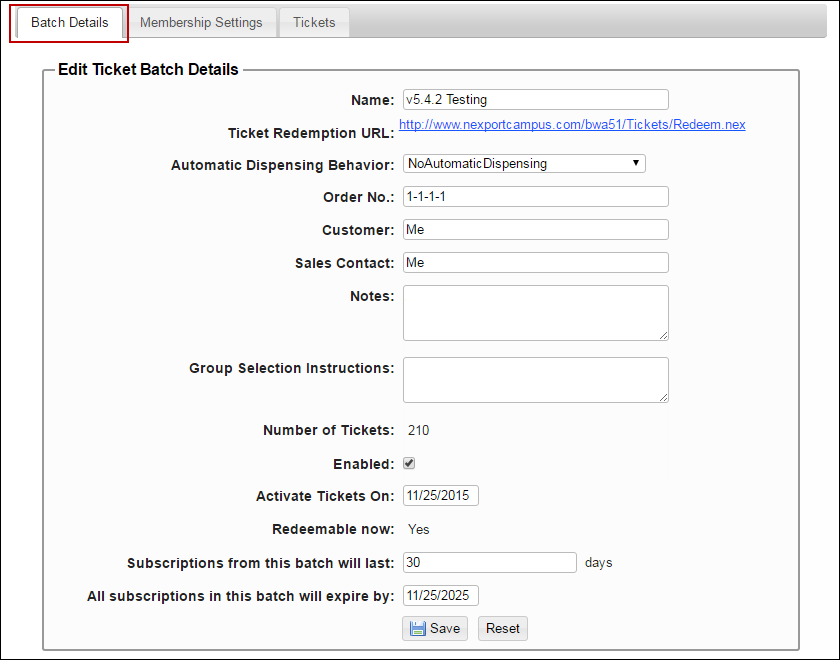 Batch Details Membership Settings Tickets
Edit Ticket Batch Details
Name: v5.4.2 Testing
Ticket Redemption URL: http://www.nexportcampus.com/bwa51/Tickets/Redeem.nex
Automatic Dispensing Behavior: NoAutomaticDispensing
Order No.: 1-1-1-1
Customer: Me
Sales Contact: Me
Notes:
Group Selection Instructions:
Number of Tickets: 210
Enabled:
Activate Tickets On: 11/25/2015
Redeemable now: Yes
Subscriptions from this batch will last: 30 days
All subscriptions in this batch will expire by: 11/25/2025
Save Reset